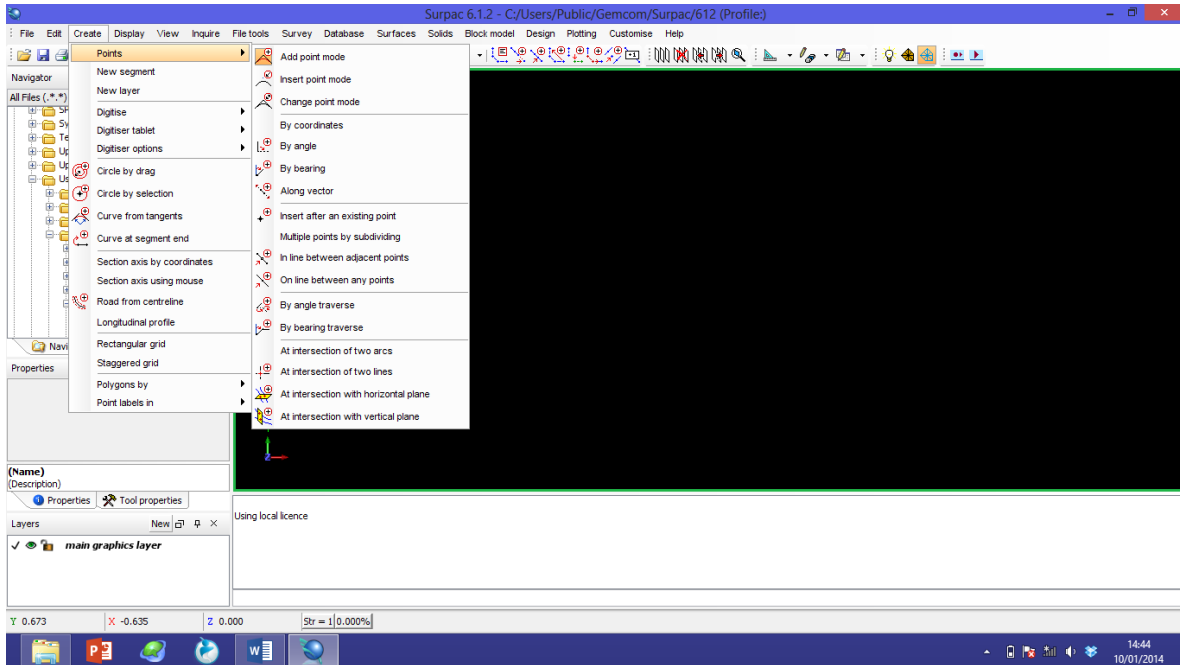 Surpac 6.1.2 - C:/Users/Public/Gemcom/Surpac/612 (Profile:)
File Edit Create Display View Inquire File tools Survey Database Surfaces Solids Block model Design Plotting Customise Help
Navigator
All Files (.*.*)
Sy
Te
Up
Up
Us
Navi
Points
New segment
New layer
Digitise
Digitiser tablet
Digitiser options
Circle by drag
Circle by selection
Curve from tangents
Curve at segment end
Section axis by coordinates
Section axis using mouse
Road from centreline
Longitudinal profile
Rectangular grid
Staggered grid
Polygons by
Point labels in
Add point mode
Insert point mode
Change point mode
By coordinates
By angle
By bearing
Along vector
Insert after an existing point
Multiple points by subdividing
In line between adjacent points
On line between any points
By angle traverse
By bearing traverse
At intersection of two arcs
At intersection of two lines
At intersection with horizontal plane
At intersection with vertical plane
Properties
Z
(Name)
(Description)
Properties Tool properties
Layers New
main graphics layer
Using local licence
Y 0.673 X -0.635 Z 0.000 Str = 1 0.000%
14:44
10/01/2014